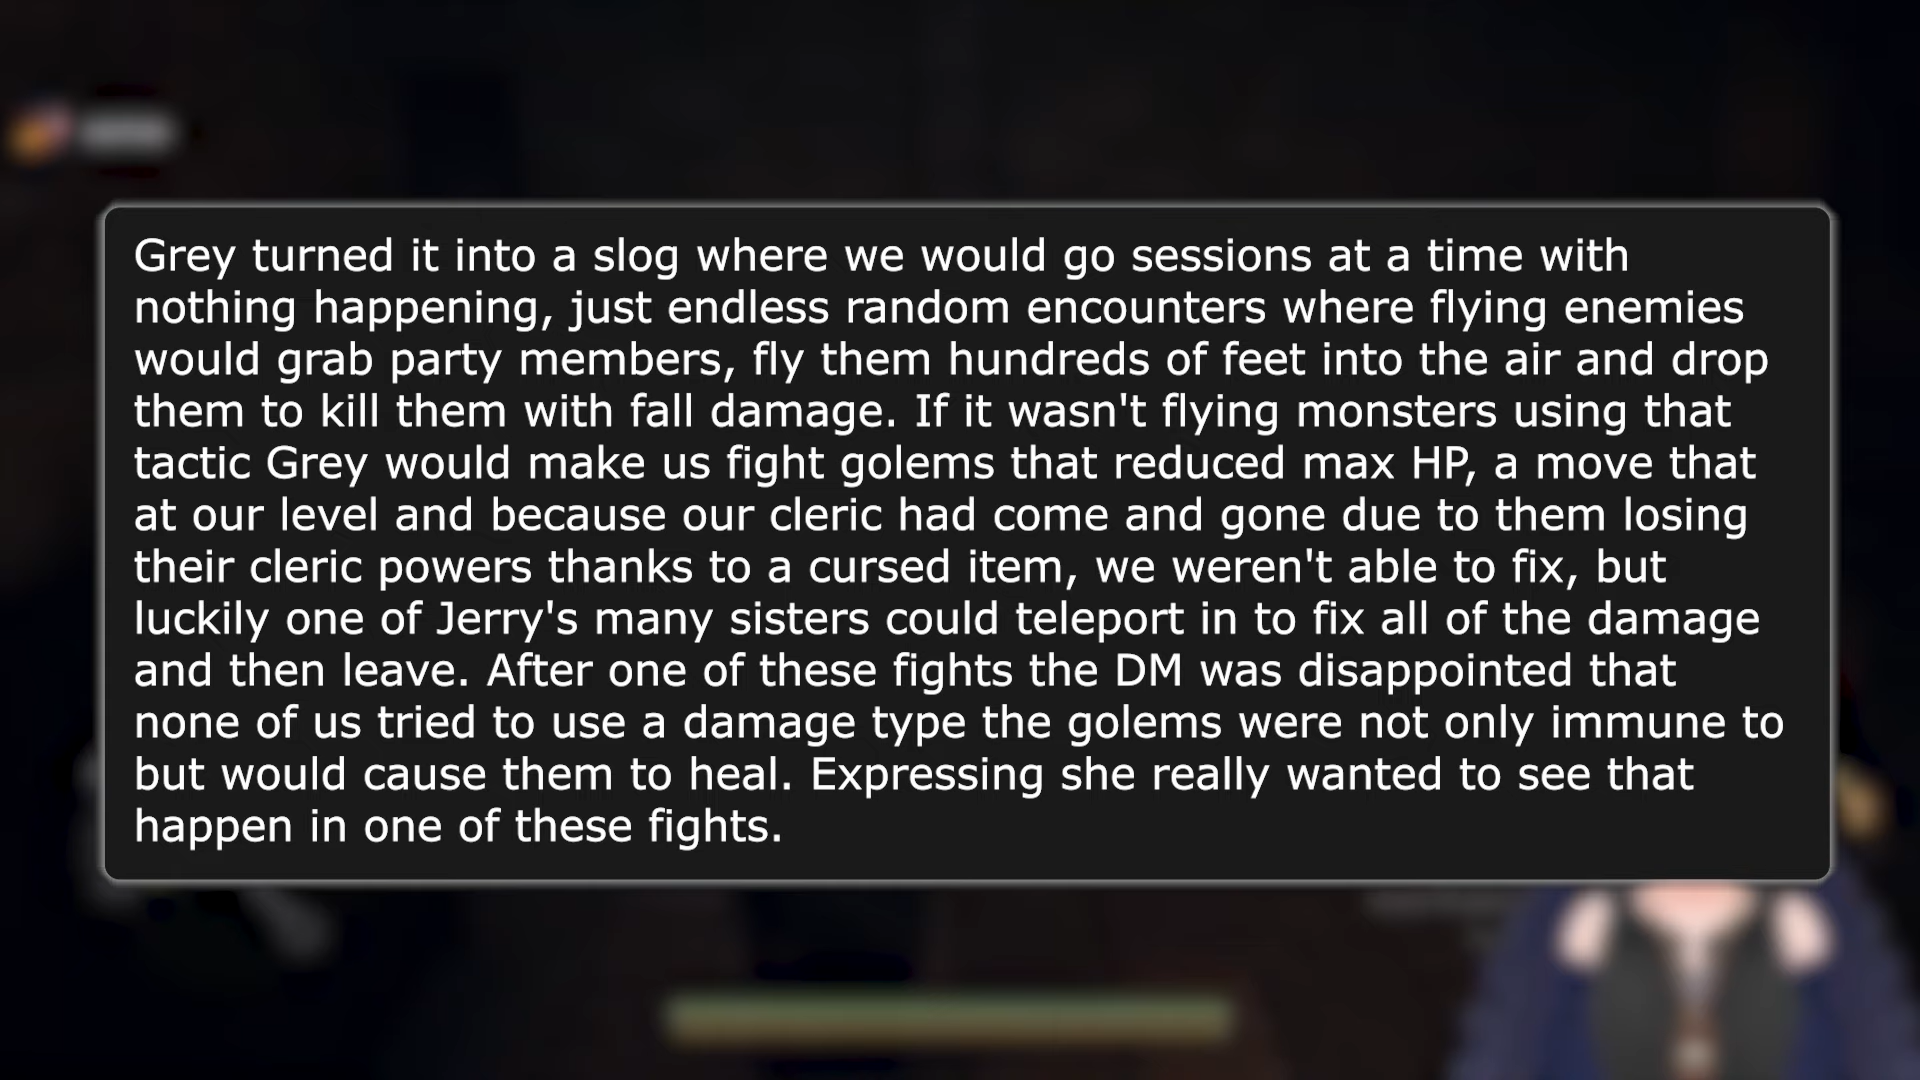 Grey turned it into a slog where we would go sessions at a time with
nothing happening, just endless random encounters where flying enemies
would grab party members, fly them hundreds of feet into the air and drop
them to kill them with fall damage. If it wasn't flying monsters using that
tactic Grey would make us fight golems that reduced max HP, a move that
at our level and because our cleric had come and gone due to them losing
their cleric powers thanks to a cursed item, we weren't able to fix, but
luckily one of Jerry's many sisters could teleport in to fix all of the damage
and then leave. After one of these fights the DM was disappointed that
none of us tried to use a damage type the golems were not only immune to
but would cause them to heal. Expressing she really wanted to see that
happen in one of these fights.